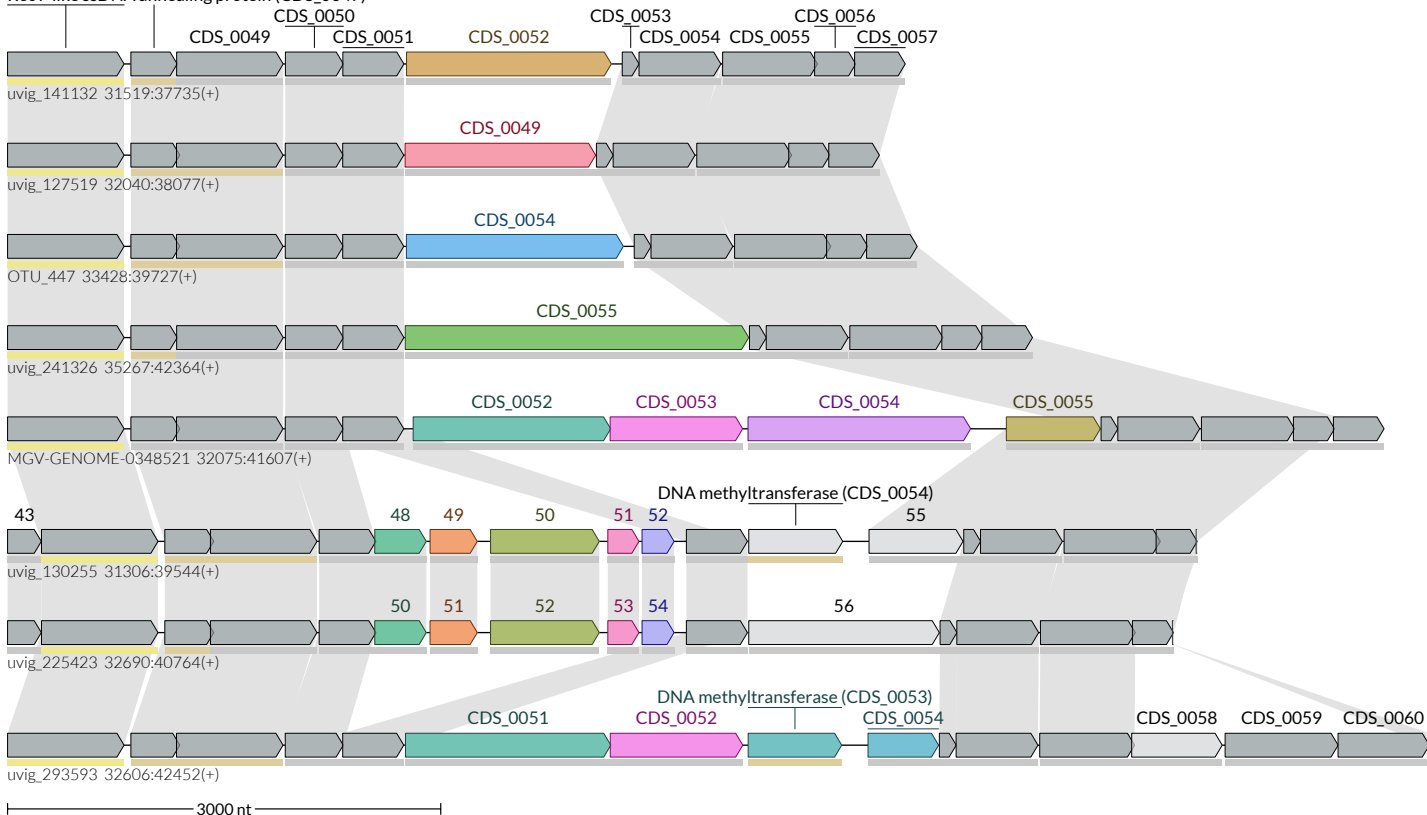 CDS_0050 CDS_0053 CDS_0056
CDS_0049 CDS_0051 CDS_0052 CDS_0054 CDS_0055 CDS_0057
uvig_141132 31519:37735(+)
CDS_0049
uvig_127519 32040:38077(+)
CDS_0054
OTU_447 33428:39727(+)
CDS_0055
uvig_241326 35267:42364(+)
CDS_0052 CDS_0053 CDS_0054 CDS_0055
MGV-GENOME-0348521 32075:41607(+)
DNA methyltransferase (CDS_0054)
43 48 49 50 51 52 55
uvig_130255 31306:39544(+)
50 51 52 53 54 56
uvig_225423 32690:40764(+)
DNA methyltransferase (CDS_0053)
CDS_0051 CDS_0052 CDS_0054 CDS_0058 CDS_0059 CDS_0060
uvig_293593 32606:42452(+)
3000 nt